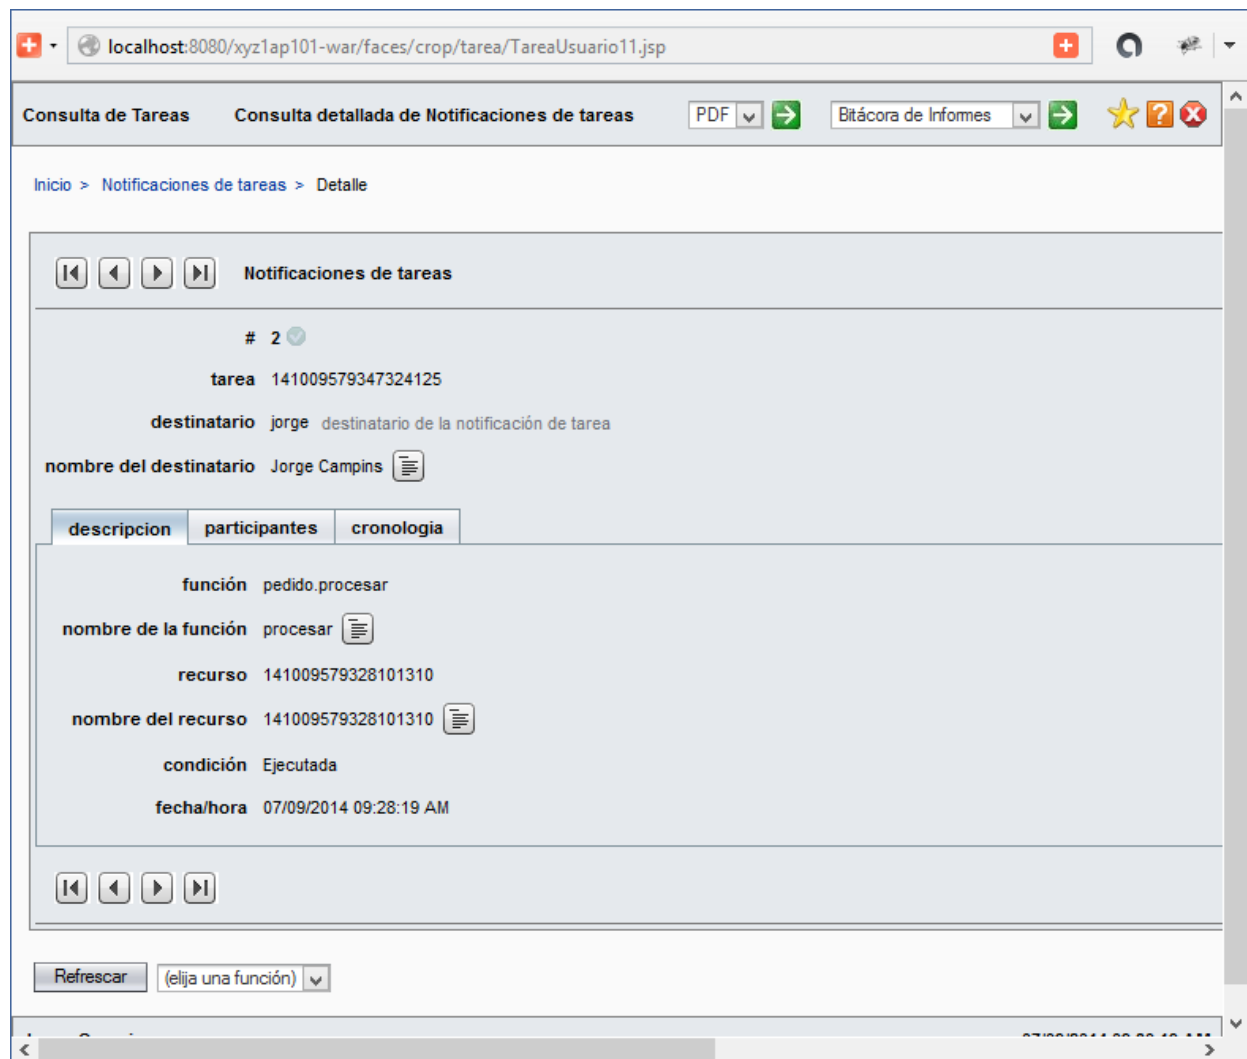 localhost:8080/xyz1ap101-war/faces/crop/tarea/TareaUsuario11.jsp
Consulta de Tareas Consulta detallada de Notificaciones de tareas PDF Bitácora de Informes
Inicio > Notificaciones de tareas > Detalle
Notificaciones de tareas
# 2
tarea 141009579347324125
destinatario jorge destinatario de la notificación de tarea
nombre del destinatario Jorge Campins
descripcion participantes cronologia
función pedido.procesar
nombre de la función procesar
recurso 141009579328101310
nombre del recurso 141009579328101310
condición Ejecutada
fecha/hora 07/09/2014 09:28:19 AM
Refrescar (elija una función)